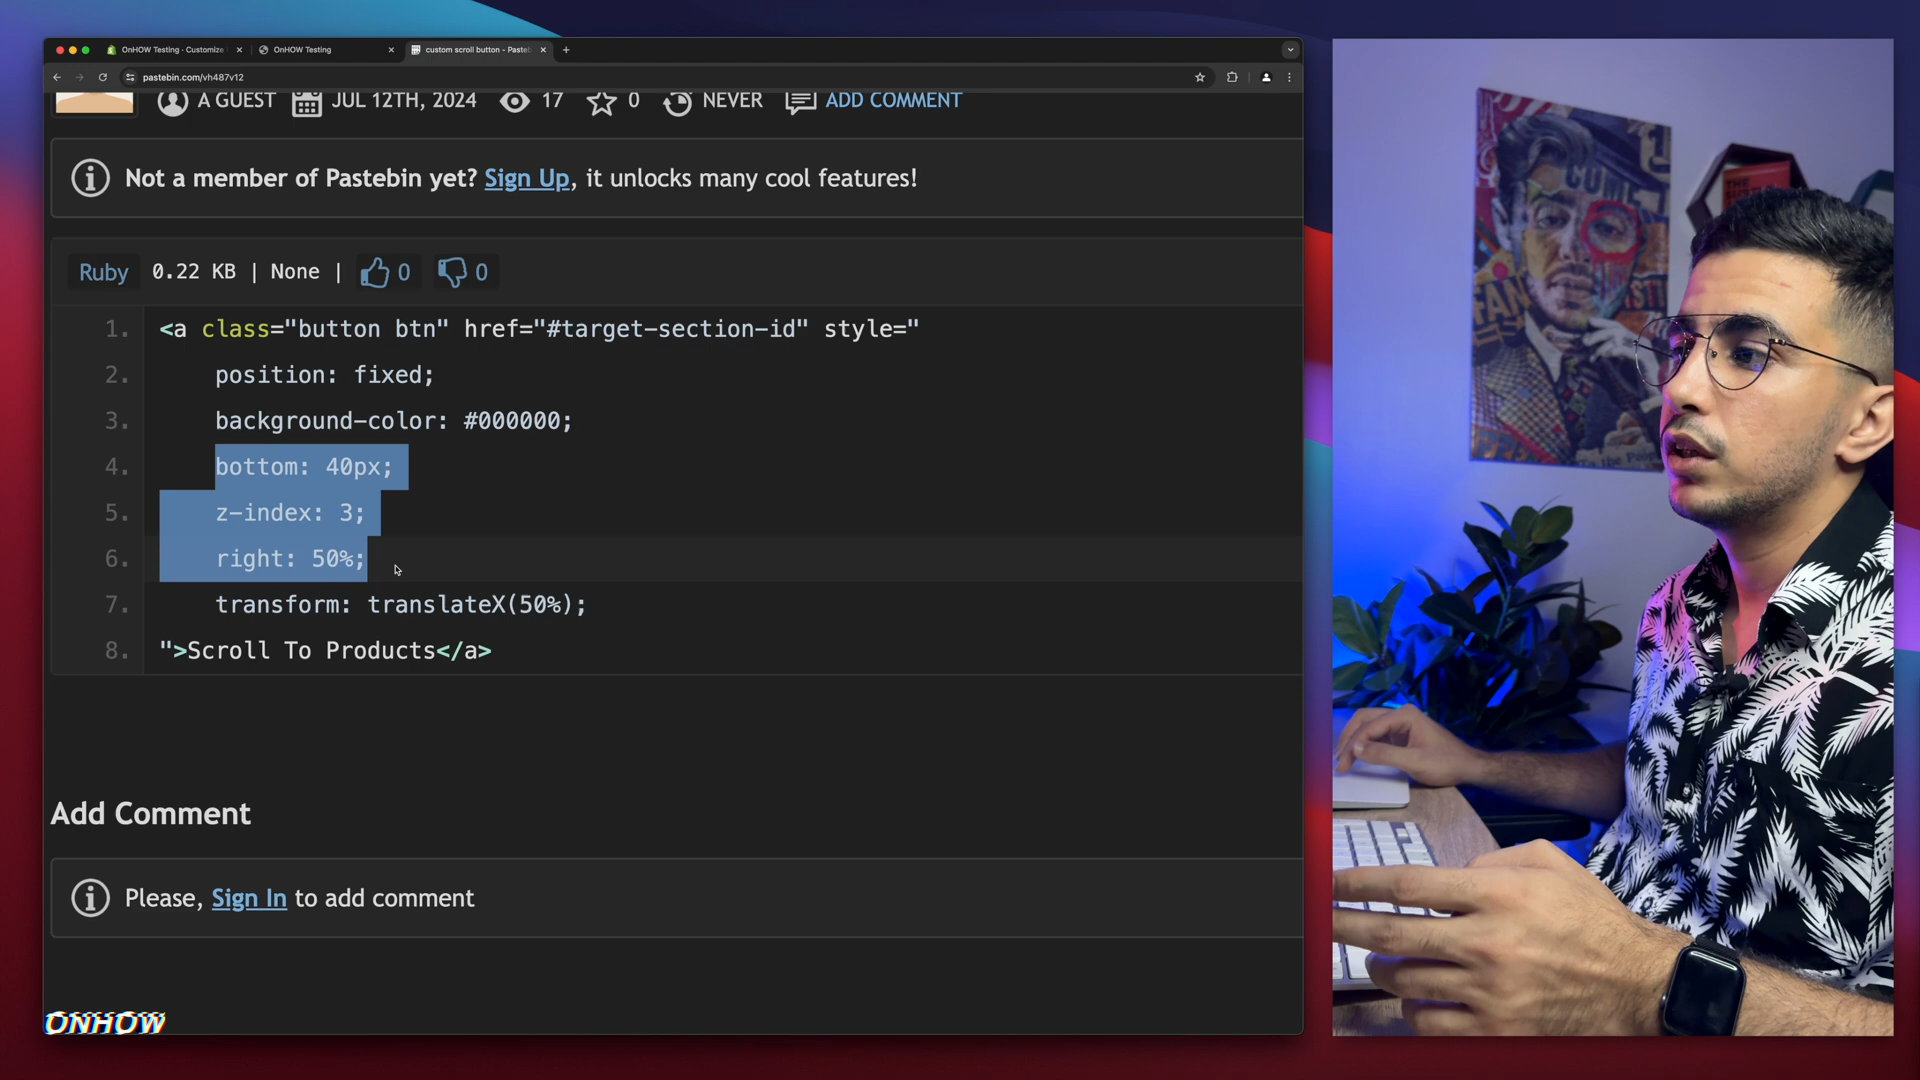 OnHOW Testing · Customize
OnHOW Testing
custom scroll button - Paste
pastebin.com/vh487v12
A GUEST JUL 12TH, 2024 17 0 NEVER ADD COMMENT
Not a member of Pastebin yet? Sign Up, it unlocks many cool features!
Ruby 0.22 KB | None | 0 0
1. <a class="button btn" href="#target-section-id" style="
2. position: fixed;
3. background-color: #000000;
4. bottom: 40px;
5. z-index: 3;
6. right: 50%;
7. transform: translateX(50%);
8. ">Scroll To Products</a>
Add Comment
Please, Sign In to add comment
ONHOW
COME
FAN
THE